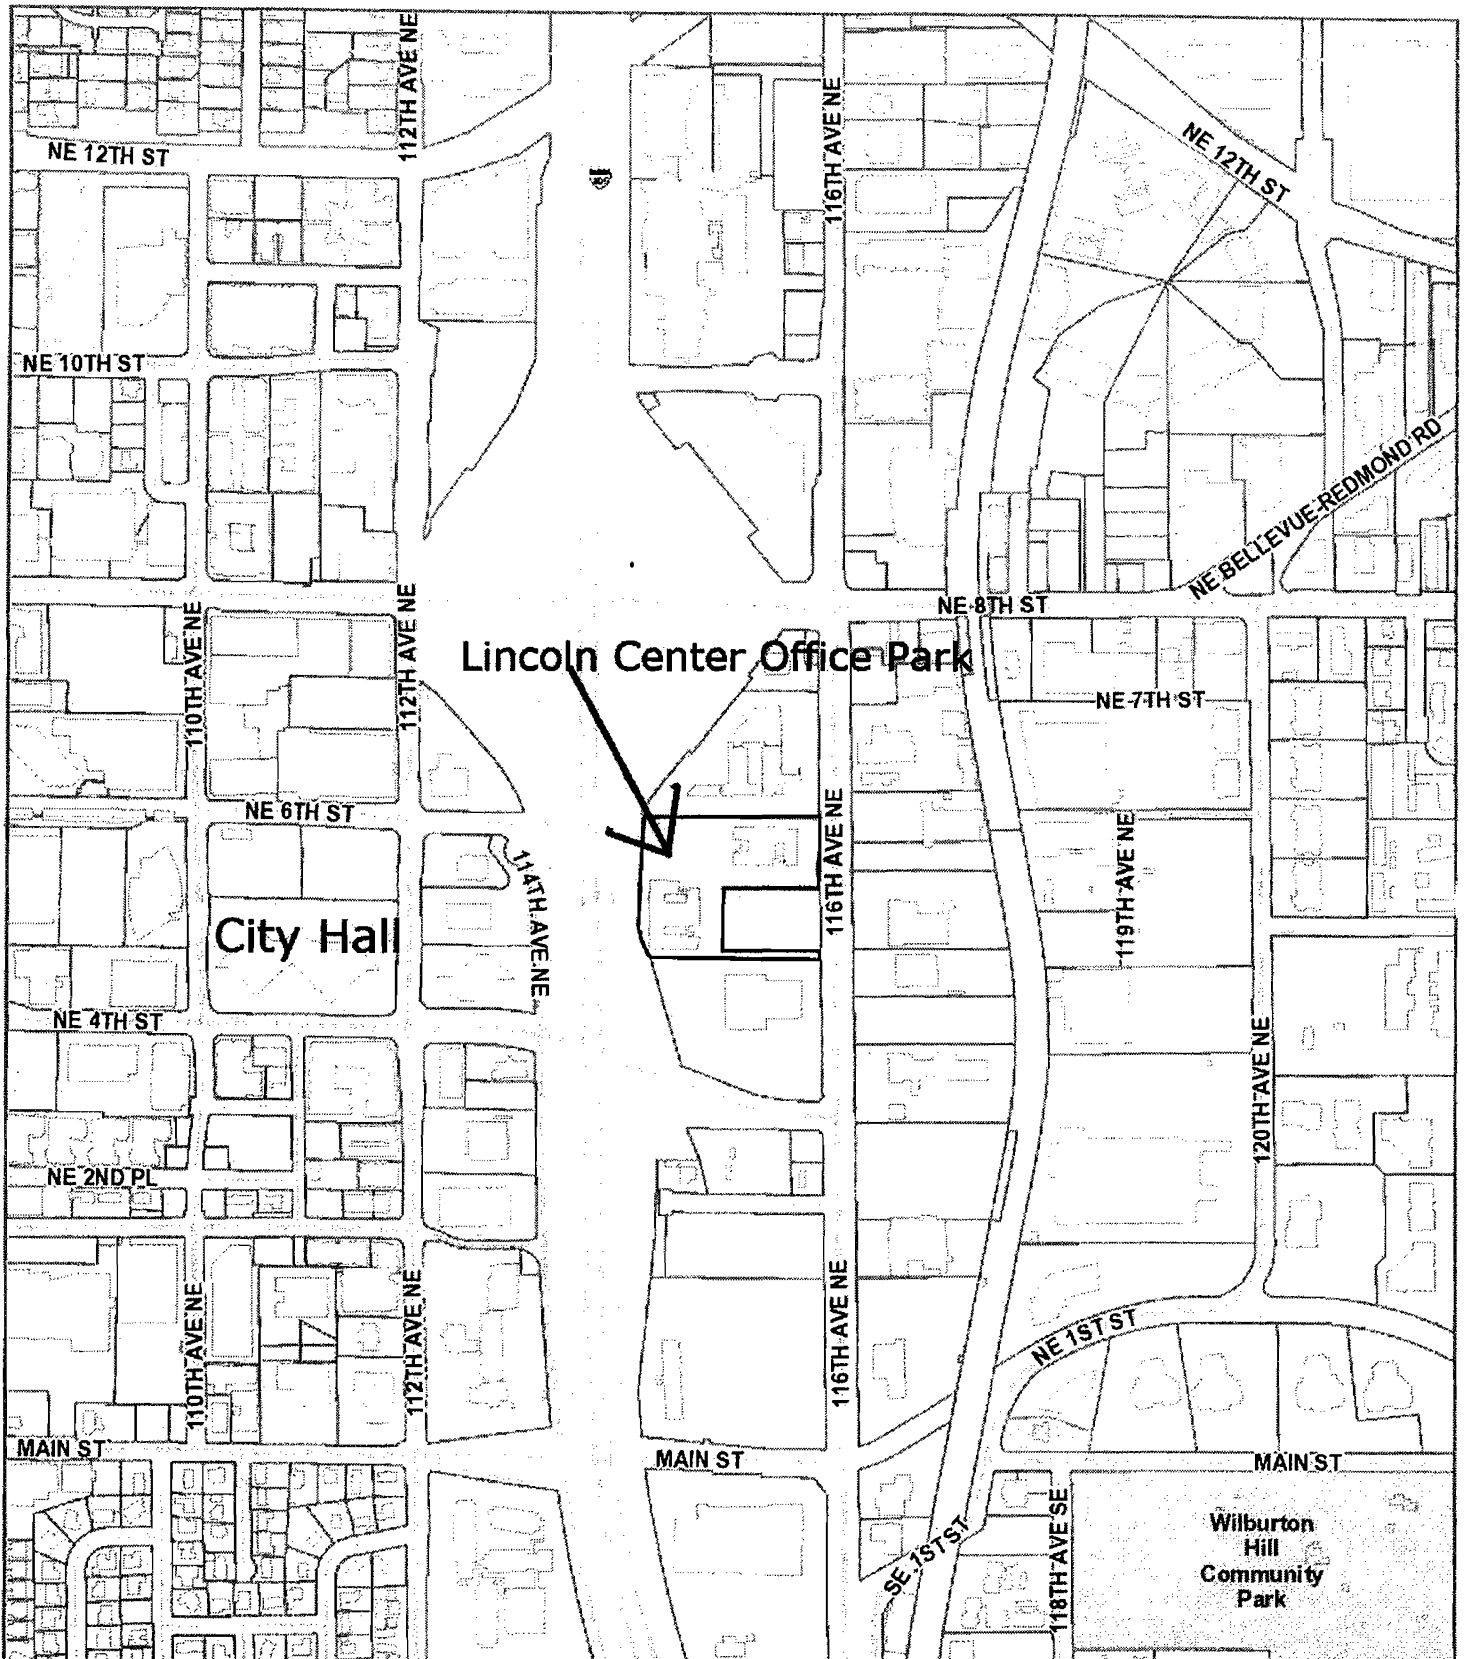 112TH AVE NE
116TH AVE NE
NE 12TH ST
NE 12TH ST
405
NE 10TH ST
NE BELLEVUE-REDMOND RD
NE 8TH ST
110TH AVE NE
112TH AVE NE
Lincoln Center Office Park
NE 7TH ST
NE 6TH ST
116TH AVE NE
119TH AVE NE
114TH AVE NE
City Hall
NE 4TH ST
120TH AVE NE
NE 2ND PL
110TH AVE NE
112TH AVE NE
116TH AVE NE
NE 1ST ST
MAIN ST
MAIN ST
MAIN ST
SE 1ST ST
118TH AVE SE
Wilburton
Hill
Community
Park